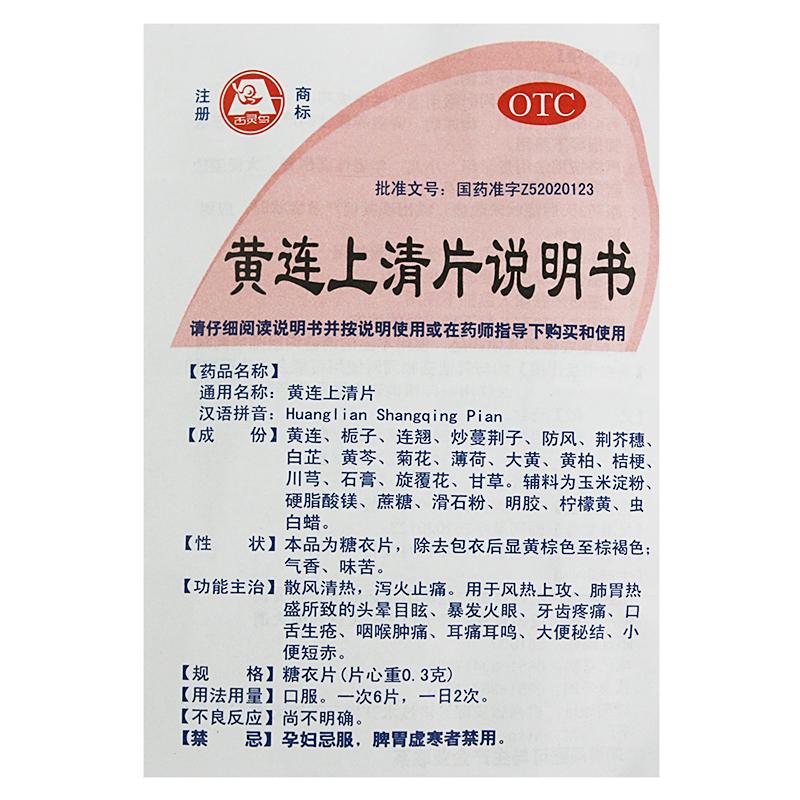 注册
商标
古灵牌
OTC
批准文号：国药准字Z52020123
黄连上清片说明书
请仔细阅读说明书并按说明使用或在药师指导下购买和使用
【药品名称】
通用名称：黄连上清片
汉语拼音：Huanglian Shangqing Pian
【成　份】黄连、栀子、连翘、炒蔓荆子、防风、荆芥穗、
白芷、黄芩、菊花、薄荷、大黄、黄柏、桔梗、
川芎、石膏、旋覆花、甘草。辅料为玉米淀粉、
硬脂酸镁、蔗糖、滑石粉、明胶、柠檬黄、虫
白蜡。
【性　状】本品为糖衣片，除去包衣后显黄棕色至棕褐色；
气香、味苦。
【功能主治】散风清热，泻火止痛。用于风热上攻、肺胃热
盛所致的头晕目眩、暴发火眼、牙齿疼痛、口
舌生疮、咽喉肿痛、耳痛耳鸣、大便秘结、小
便短赤。
【规　格】糖衣片(片心重0.3克)
【用法用量】口服。一次6片，一日2次。
【不良反应】尚不明确。
【禁　忌】孕妇忌服，脾胃虚寒者禁用。